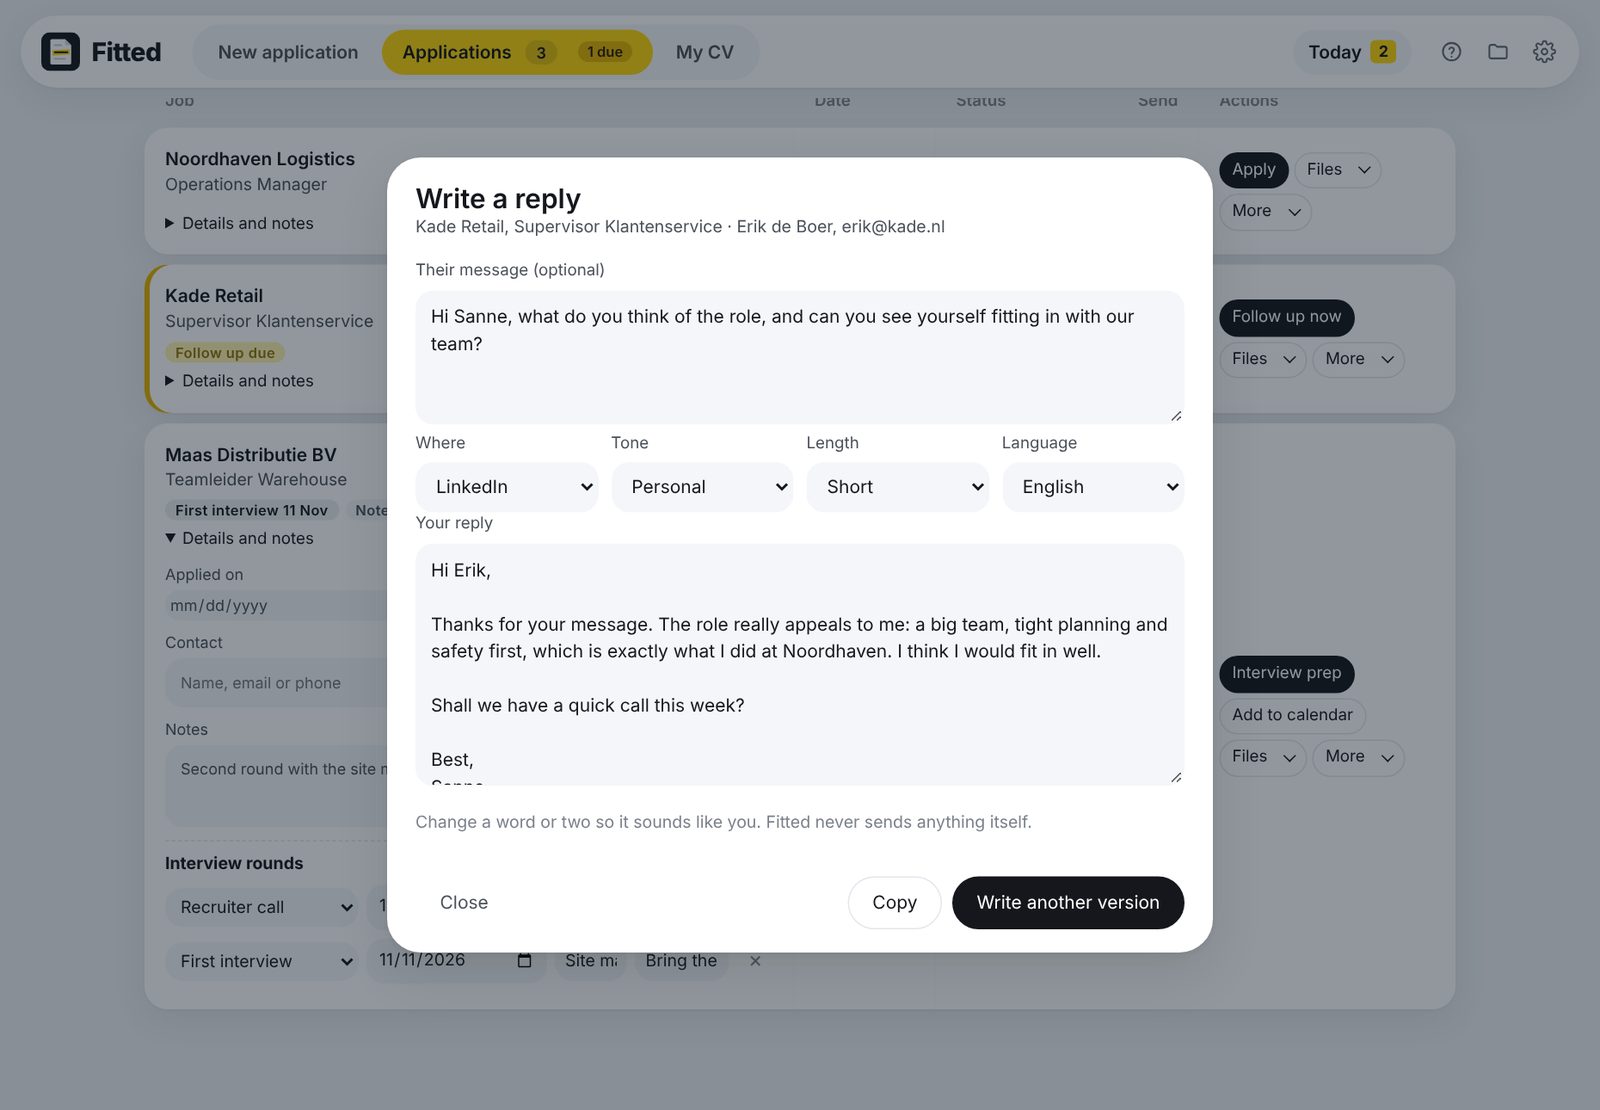 Fitted
New application
Applications 3 1 due
My CV
Today 2
Job Date Status Send Actions
Noordhaven Logistics
Operations Manager
Details and notes
Apply Files
More
Kade Retail
Supervisor Klantenservice
Follow up due
Details and notes
Follow up now
Files More
Maas Distributie BV
Teamleider Warehouse
First interview 11 Nov
Details and notes
Applied on
mm/dd/yyyy
Contact
Name, email or phone
Notes
Second round with the site
Interview rounds
Recruiter call
First interview 11/11/2026 Site Bring the
Interview prep
Add to calendar
Files More
Write a reply
Kade Retail, Supervisor Klantenservice · Erik de Boer, erik@kade.nl
Their message (optional)
Hi Sanne, what do you think of the role, and can you see yourself fitting in with our
team?
Where Tone Length Language
LinkedIn Personal Short English
Your reply
Hi Erik,
Thanks for your message. The role really appeals to me: a big team, tight planning and
safety first, which is exactly what I did at Noordhaven. I think I would fit in well.
Shall we have a quick call this week?
Best,
Change a word or two so it sounds like you. Fitted never sends anything itself.
Close Copy Write another version